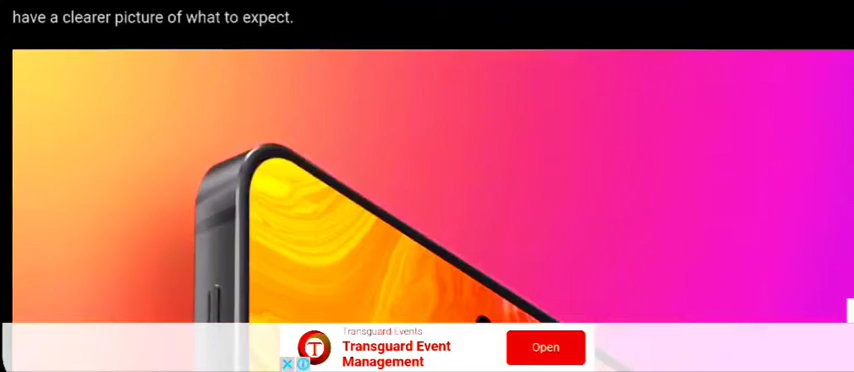 have a clearer picture of what to expect.
Transguard Events
Transguard Event
Management
Open